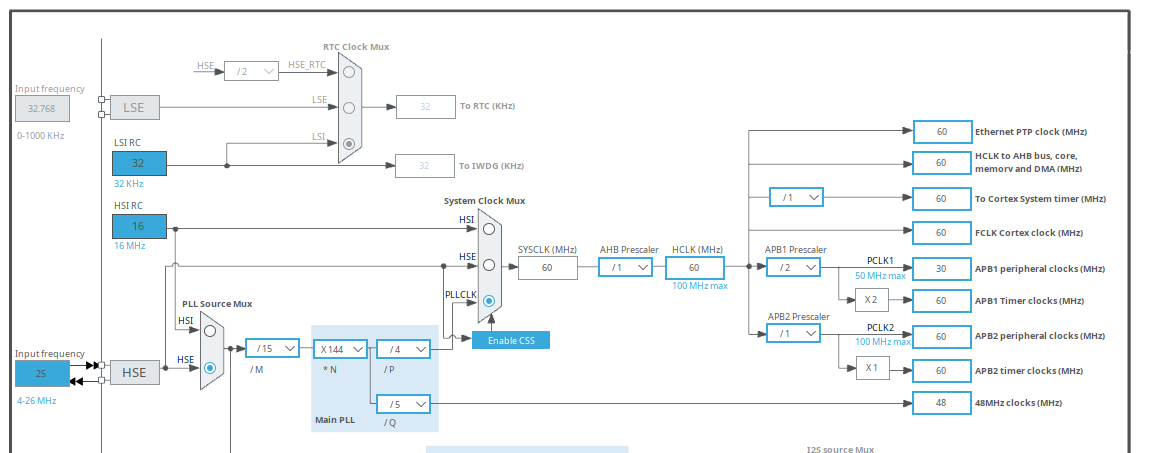 RTC Clock Mux
HSE
/ 2
HSE_RTC
Input frequency
32.768
LSE
LSE
32
To RTC (KHz)
0-1000 KHz
LSI RC
LSI
32
32
To IWDG (KHz)
32 KHz
HSI RC
16
16 MHz
System Clock Mux
HSI
HSE
PLLCLK
SYSCLK (MHz)
60
AHB Prescaler
/ 1
HCLK (MHz)
60
100 MHz max
60
Ethernet PTP clock (MHz)
60
HCLK to AHB bus, core,
memory and DMA (MHz)
/ 1
60
To Cortex System timer (MHz)
60
FCLK Cortex clock (MHz)
APB1 Prescaler
/ 2
PCLK1
50 MHz max
30
APB1 peripheral clocks (MHz)
X 2
60
APB1 Timer clocks (MHz)
APB2 Prescaler
/ 1
PCLK2
100 MHz max
60
APB2 peripheral clocks (MHz)
X 1
60
APB2 timer clocks (MHz)
48
48MHz clocks (MHz)
Enable CSS
PLL Source Mux
HSI
HSE
Input frequency
25
HSE
4-26 MHz
/ 15
/ M
X 144
* N
/ 4
/ P
/ 5
/ Q
Main PLL
I2S source Mux